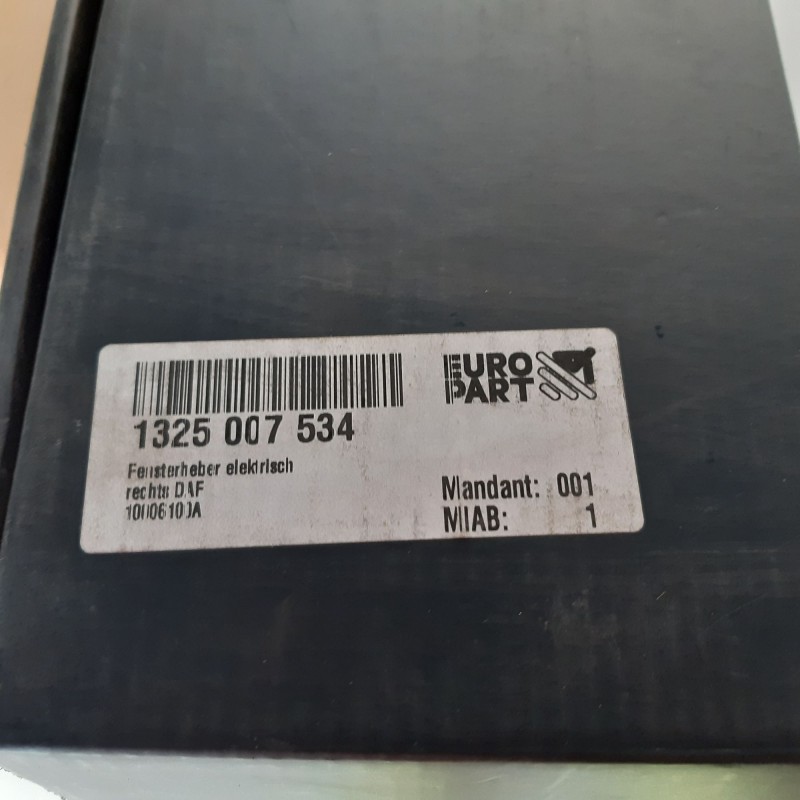 EURO
PART
1325 007 534
Fensterheber elektrisch
rechts DAF
Mandant: 001
MIAB: 1